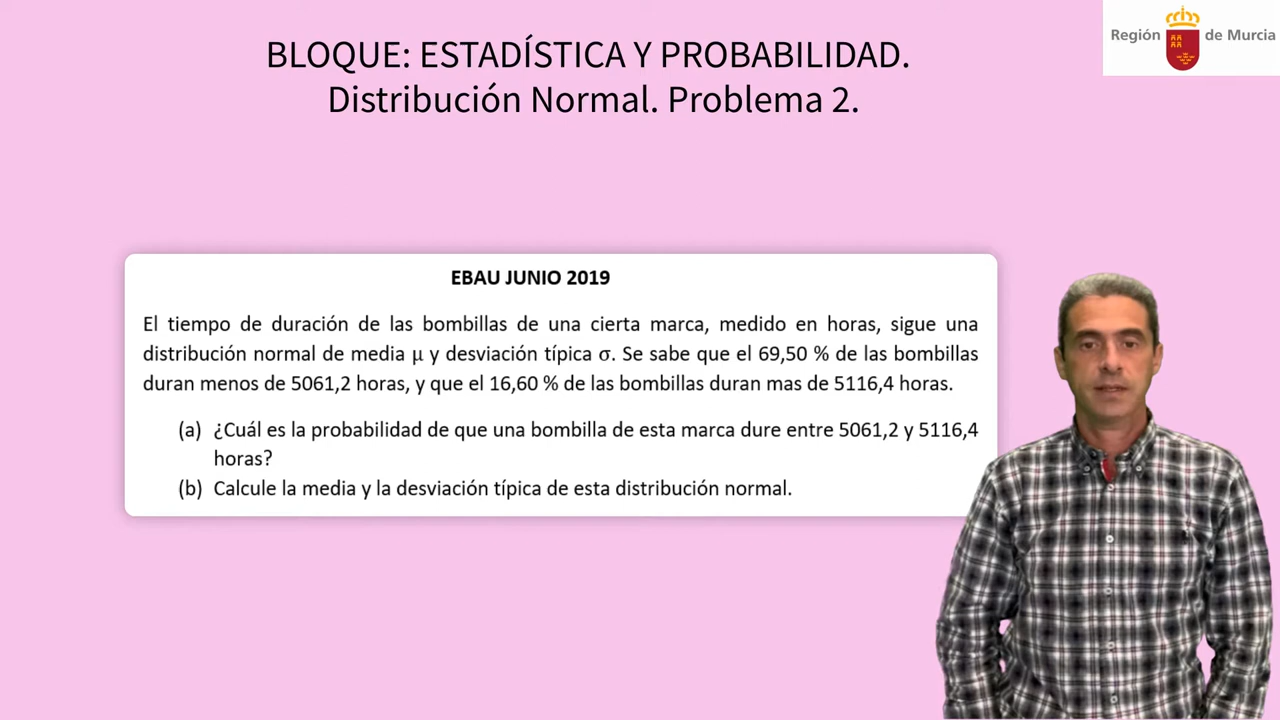 BLOQUE: ESTADÍSTICA Y PROBABILIDAD.
Distribución Normal. Problema 2.
Región de Murcia
EBAU JUNIO 2019
El tiempo de duración de las bombillas de una cierta marca, medido en horas, sigue una
distribución normal de media μ y desviación típica σ. Se sabe que el 69,50 % de las bombillas
duran menos de 5061,2 horas, y que el 16,60 % de las bombillas duran mas de 5116,4 horas.
(a) ¿Cuál es la probabilidad de que una bombilla de esta marca dure entre 5061,2 y 5116,4
horas?
(b) Calcule la media y la desviación típica de esta distribución normal.